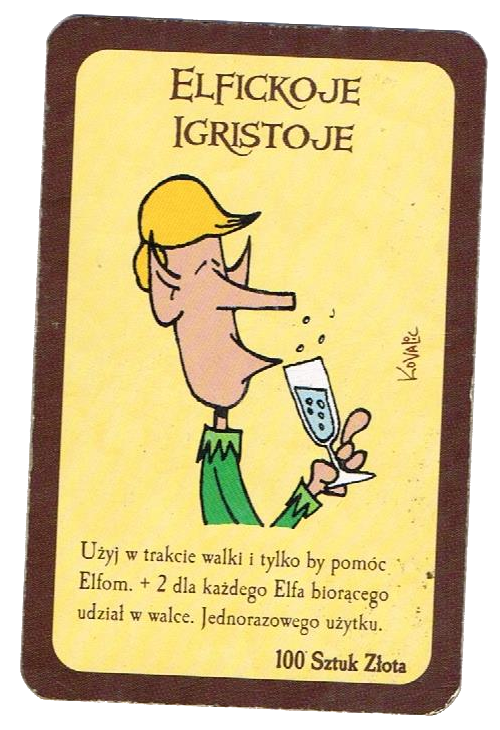 ELFICKOJE
IGRISTOJE
KOVALIC
Użyj w trakcie walki i tylko by pomóc
Elfom. + 2 dla każdego Elfa biorącego
udział w walce. Jednorazowego użytku.
100 Sztuk Złota